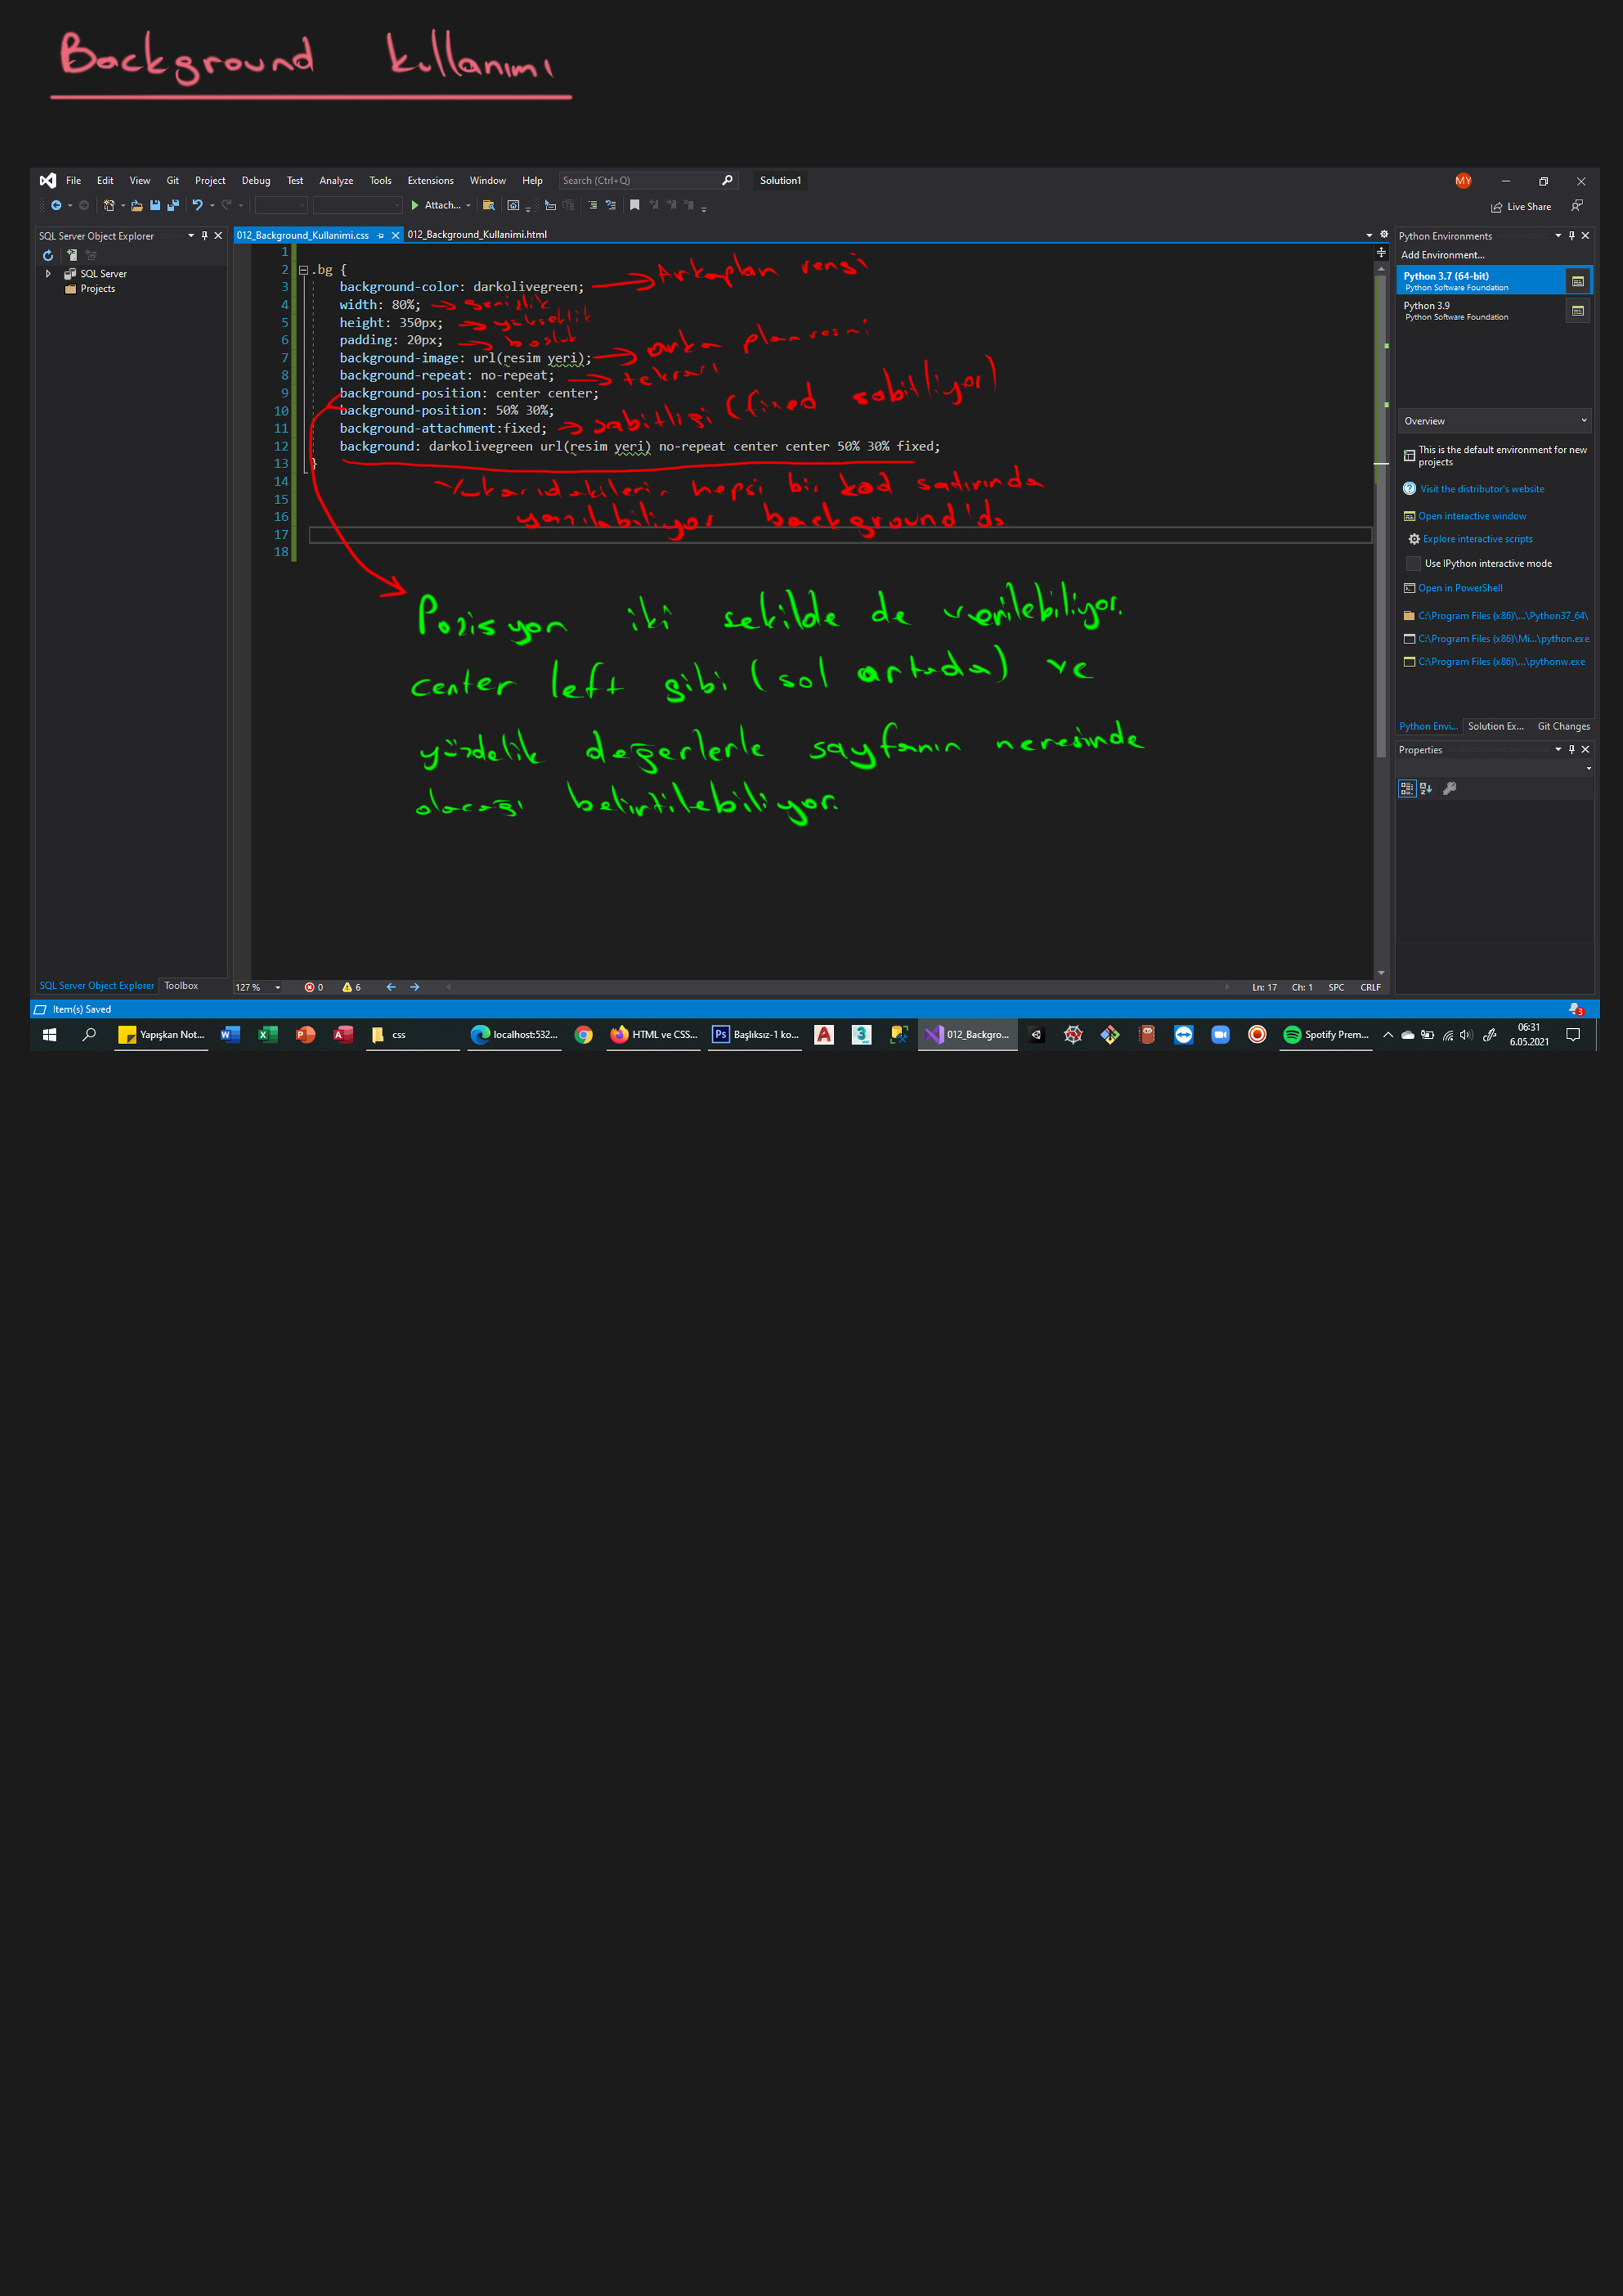 Background kullanımı
File Edit View Git Project Debug Test Analyze Tools Extensions Window Help Search (Ctrl+Q) Solution1 MY
Attach... Live Share
SQL Server Object Explorer
SQL Server
Projects
012_Background_Kullanimi.css 012_Background_Kullanimi.html
1
2 .bg {
3 background-color: darkolivegreen; → Arkaplan rengi
4 width: 80%; → genişlik
5 height: 350px; → yükseklik
6 padding: 20px; → boşluk
7 background-image: url(resim yeri); → arka plan resmi
8 background-repeat: no-repeat; → tekrarı
9 background-position: center center;
10 background-position: 50% 30%;
11 background-attachment:fixed; → sabitliği (fixed sabitliyor)
12 background: darkolivegreen url(resim yeri) no-repeat center center 50% 30% fixed;
13 }
14 Yukarıdakilerin hepsi bir kod satırında
15
16 yazılabiliyor background'da
17
18
Pozisyon iki şekilde de verilebiliyor.
center left gibi (sol ortada) ve
yüzdelik değerlerle sayfanın neresinde
olacağı belirtilebiliyor.
Python Environments
Add Environment...
Python 3.7 (64-bit)
Python Software Foundation
Python 3.9
Python Software Foundation
Overview
This is the default environment for new
projects
Visit the distributor's website
Open interactive window
Explore interactive scripts
Use IPython interactive mode
Open in PowerShell
C:\Program Files (x86)\...\Python37_64\
C:\Program Files (x86)\Mi...\python.exe
C:\Program Files (x86)\...\pythonw.exe
Python Envi... Solution Ex... Git Changes
Properties
SQL Server Object Explorer Toolbox
127 % 0 6 Ln: 17 Ch: 1 SPC CRLF
Item(s) Saved 3
Yapışkan Not... css localhost:532... HTML ve CSS... Ps Başlıksız-1 ko... 012_Backgro... Spotify Prem... 06:31
6.05.2021